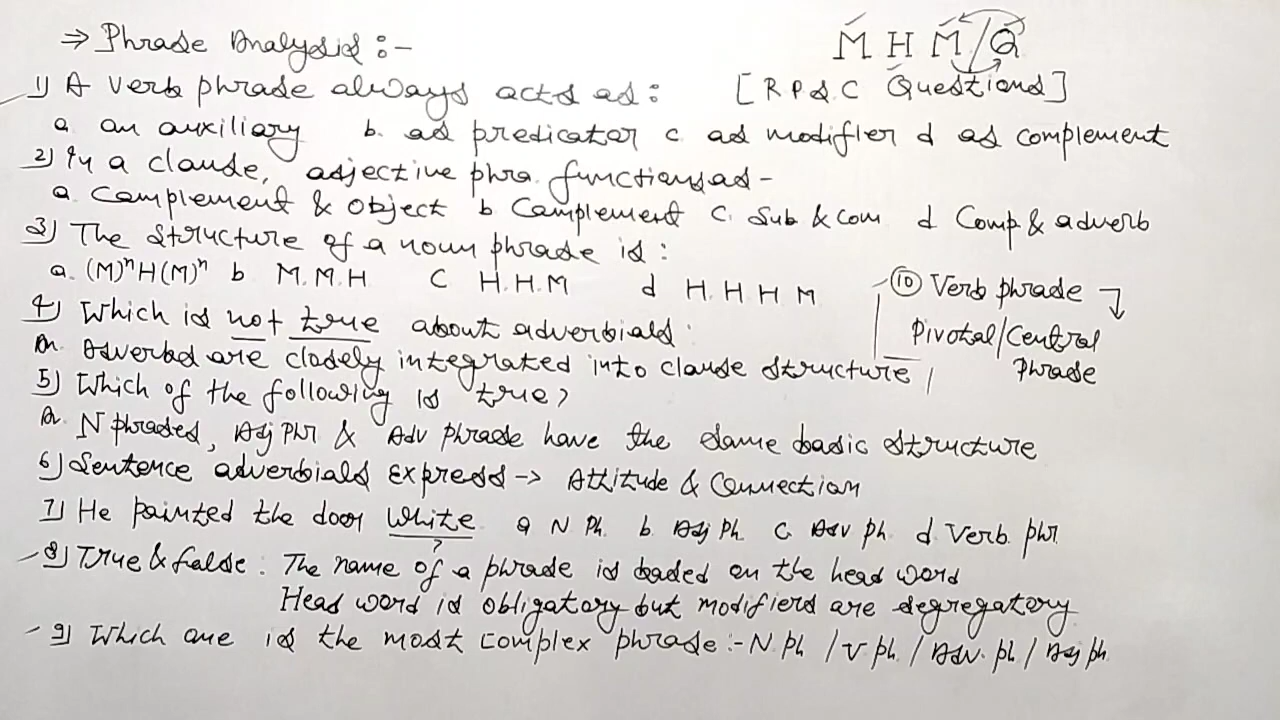 ⇒ Phrase Analysis :-
M H M/Q
1) A Verb phrase always acts as : [R.P.S.C Questions]
a. an auxiliary b. as predicator c. as modifier d as complement
2) In a clause, adjective phra. functions as -
a. Complement & Object b Complement c. Sub & com d Comp & adverb
3) The Structure of a noun phrase is :
a. (M)ⁿH(M)ⁿ b M.M.H C H.H.M d H.H H M
4) Which is not true about adverbials :
An. Adverbas are closely integrated into clause structure /
⑩ Verb phrase
Pivotal/Central
Phrase
5) Which of the following is true?
An. N phrases, Adj Phr & Adv phrase have the same basic structure
6) Sentence adverbials express → Attitude & Connection
7) He painted the door white a N Ph. b. Adj Ph c. Adv ph. d. Verb. phr
?
8) True & false : The name of a phrase is based on the head word
Head word is obligatory but modifiers are segregatory
9) Which one is the most complex phrase :- N. ph / V. ph. / Adv. ph / Adj ph